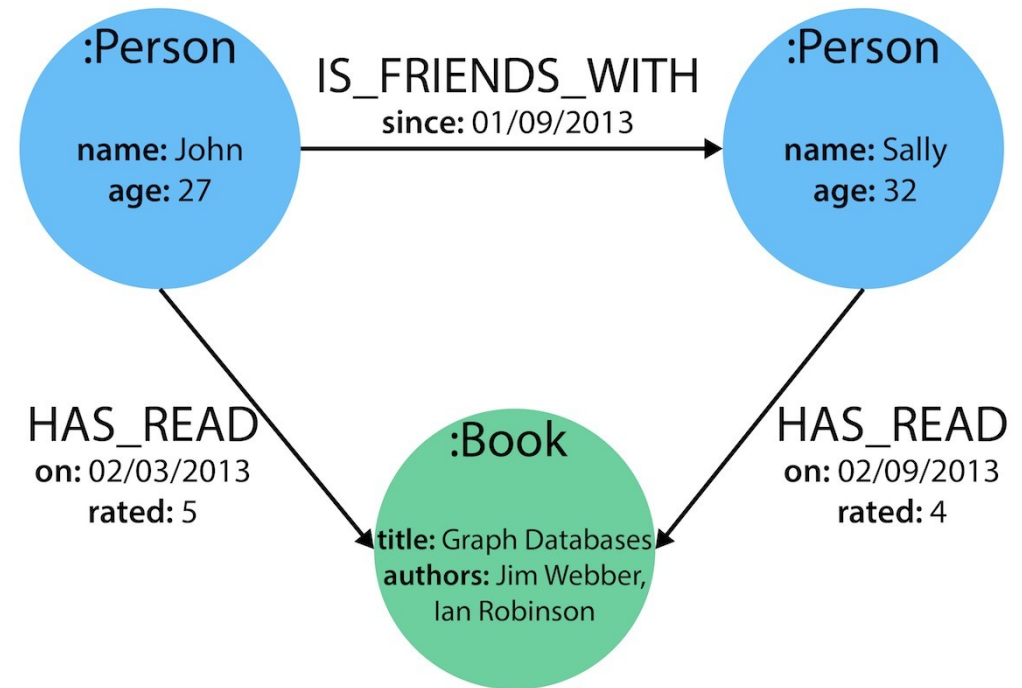 :Person
name: John
age: 27
IS_FRIENDS_WITH
since: 01/09/2013
:Person
name: Sally
age: 32
HAS_READ
on: 02/03/2013
rated: 5
:Book
title: Graph Databases
authors: Jim Webber,
Ian Robinson
HAS_READ
on: 02/09/2013
rated: 4